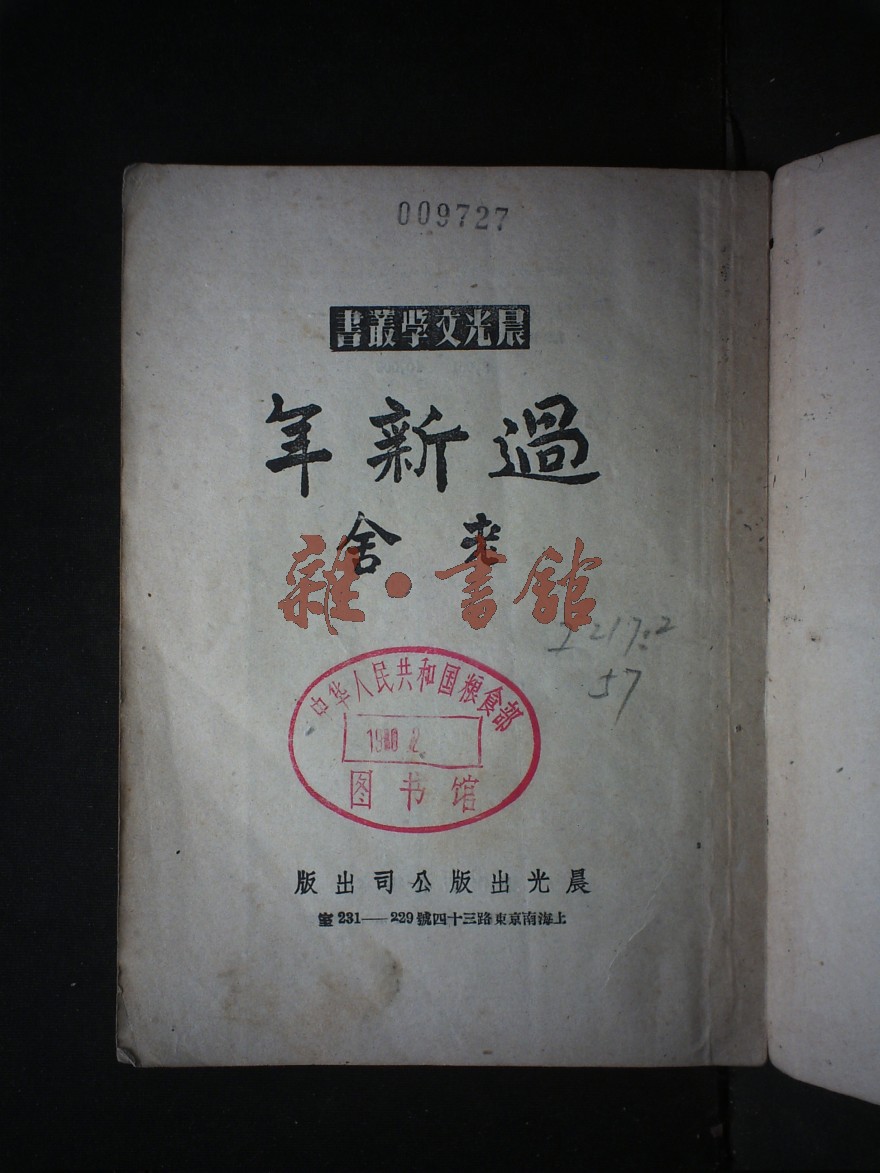 009727
晨光文學叢書
過新年
老舍
雜·書館
I217.2
57
中华人民共和国粮食部
图书馆
晨光出版公司出版
上海南京東路三十四號229——231室